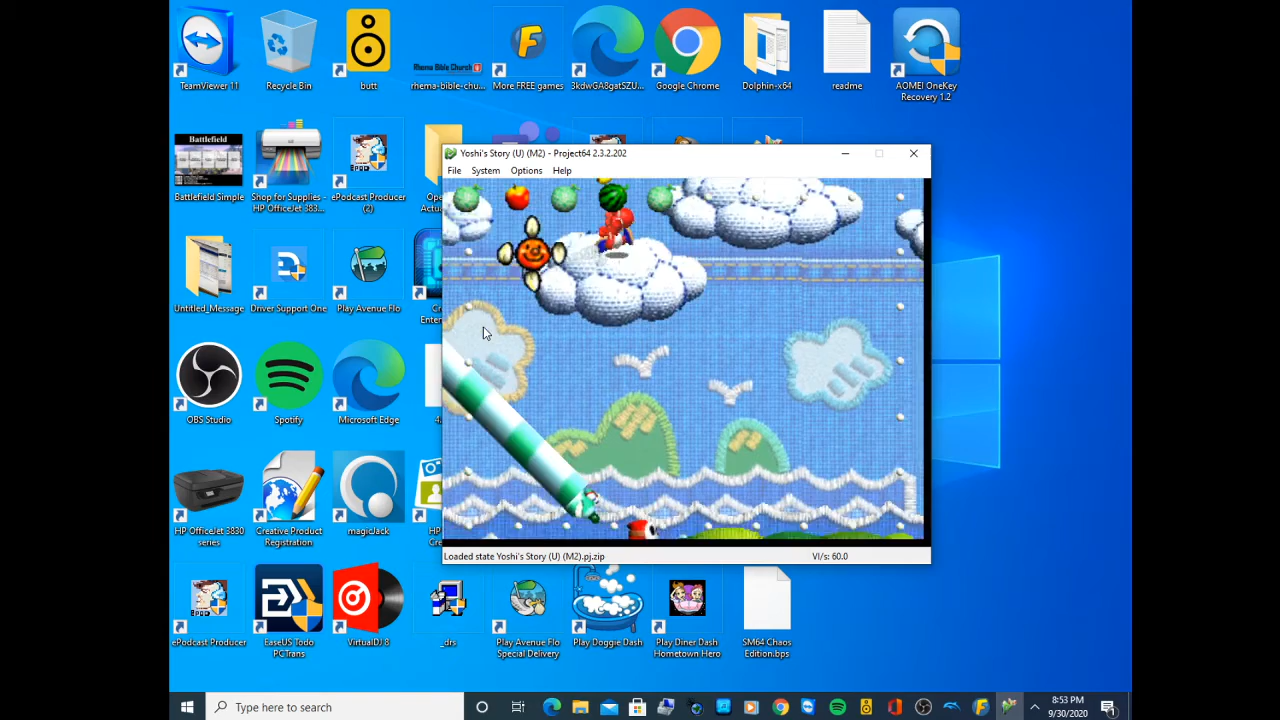 TeamViewer 11
Recycle Bin
butt
Rhema Bible Church
rhema-bible-chu...
More FREE games
3kdwGA8gatSZU...
Google Chrome
Dolphin-x64
readme
AOMEI OneKey
Recovery 1.2
Battlefield
Battlefield Simple
Shop for Supplies -
HP OfficeJet 383...
ePodcast Producer
(2)
Yoshi's Story (U) (M2) - Project64 2.3.2.202
File System Options Help
Untitled_Message
Driver Support One
Play Avenue Flo
OBS Studio
Spotify
Microsoft Edge
HP OfficeJet 3830
series
Creative Product
Registration
magicJack
Loaded state Yoshi's Story (U) (M2).pj.zip
VI/s: 60.0
ePodcast Producer
EaseUS Todo
PCTrans
VirtualDJ 8
_drs
Play Avenue Flo
Special Delivery
Play Doggie Dash
Play Diner Dash
Hometown Hero
SM64 Chaos
Edition.bps
Type here to search
8:53 PM
9/30/2020
1